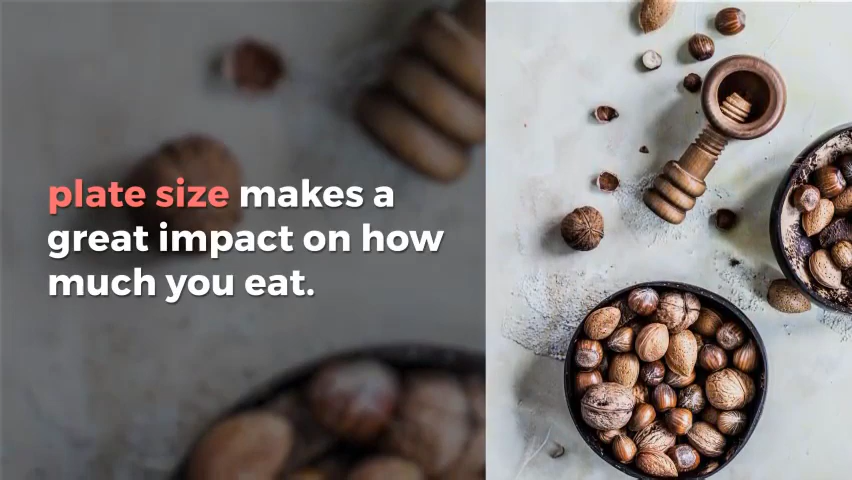 plate size makes a
great impact on how
much you eat.